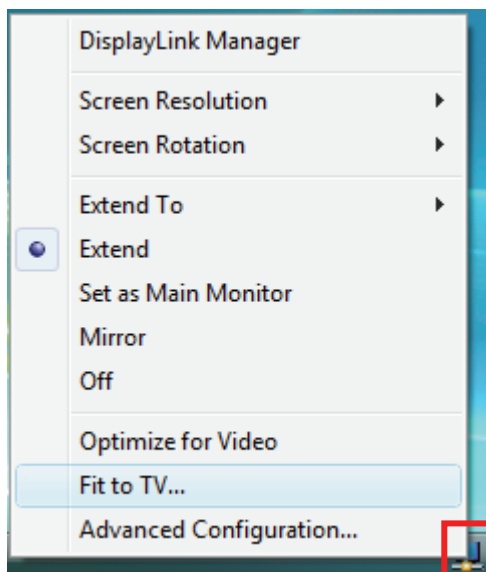 DisplayLink Manager
Screen Resolution
Screen Rotation
Extend To
Extend
Set as Main Monitor
Mirror
Off
Optimize for Video
Fit to TV...
Advanced Configuration...